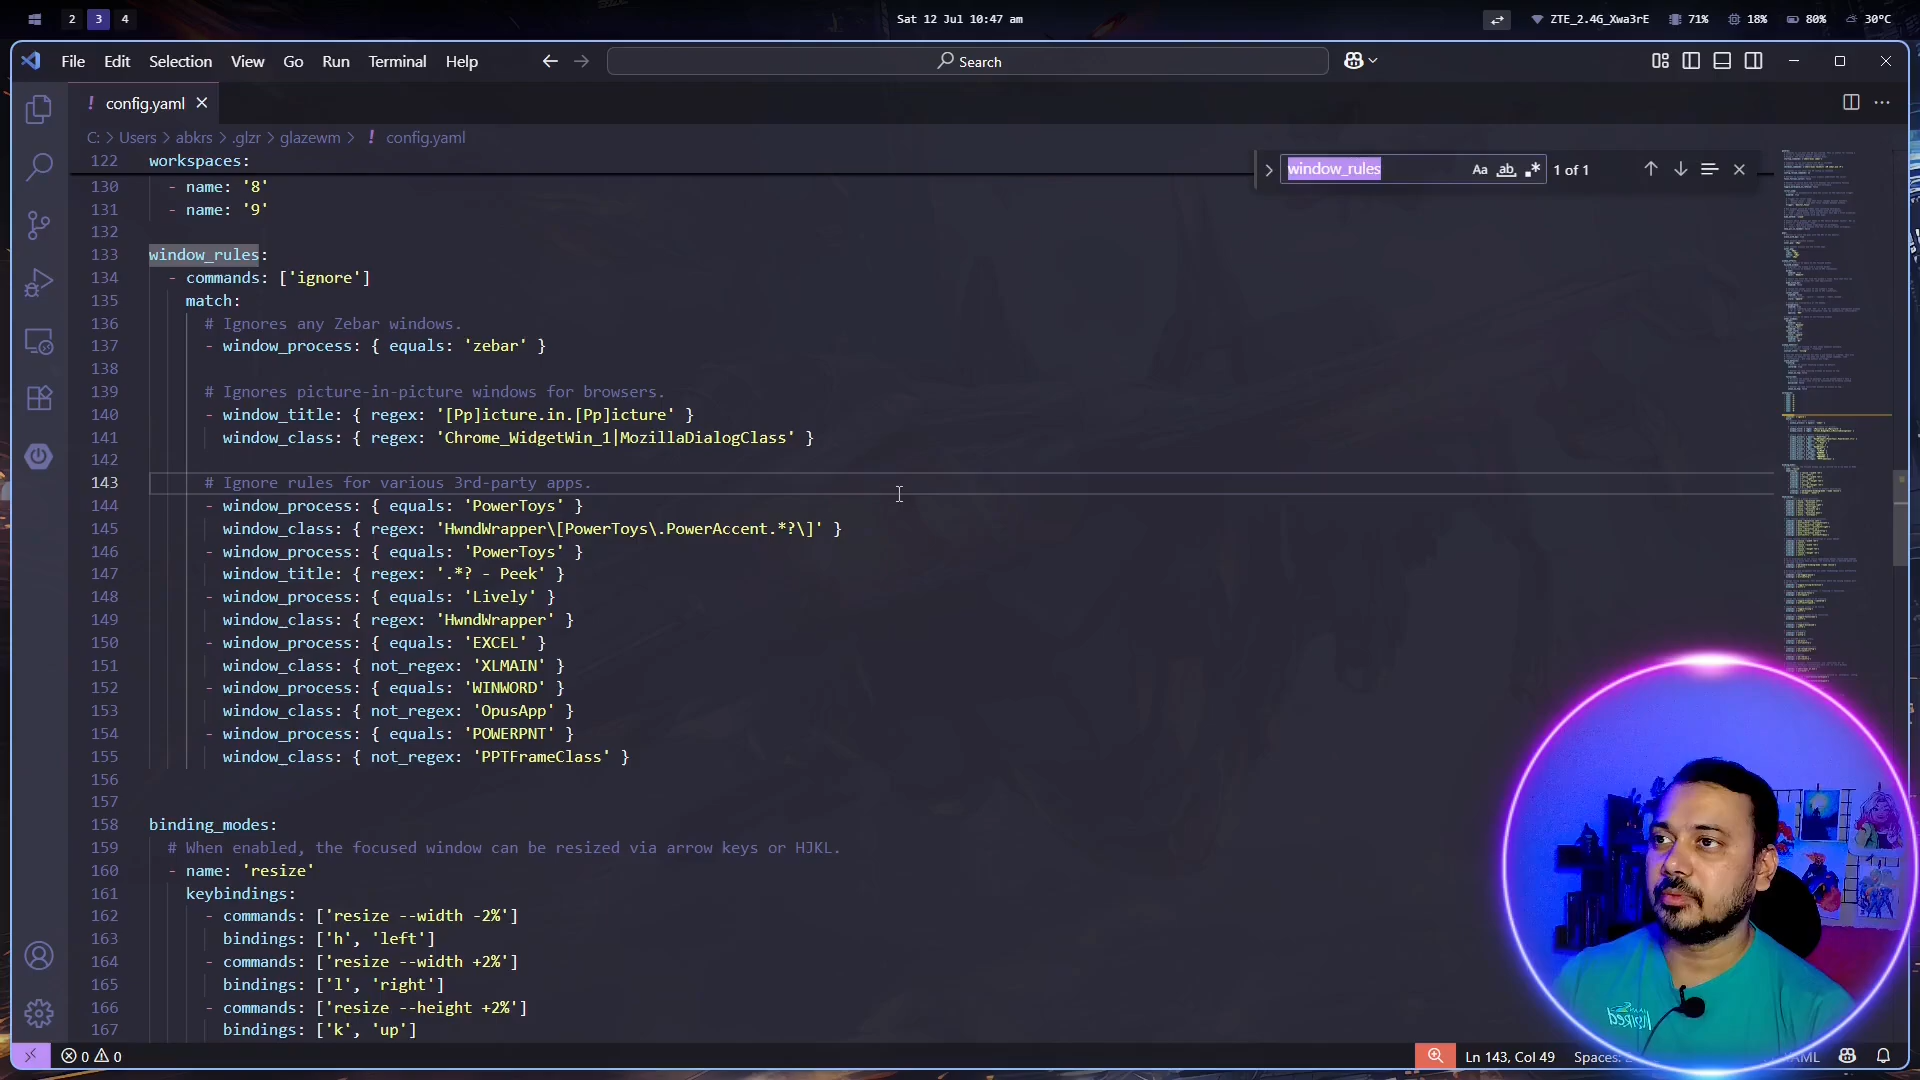 2 3 4
Sat 12 Jul 10:47 am
ZTE_2.4G_Xwa3rE 71% 18% 80% 30°C
File Edit Selection View Go Run Terminal Help
Search
config.yaml
C: > Users > abkrs > .glzr > glazewm > ! config.yaml
window_rules Aa ab 1 of 1
122 workspaces:
130 - name: '8'
131 - name: '9'
132
133 window_rules:
134 - commands: ['ignore']
135 match:
136 # Ignores any Zebar windows.
137 - window_process: { equals: 'zebar' }
138
139 # Ignores picture-in-picture windows for browsers.
140 - window_title: { regex: '[Pp]icture.in.[Pp]icture' }
141 window_class: { regex: 'Chrome_WidgetWin_1|MozillaDialogClass' }
142
143 # Ignore rules for various 3rd-party apps.
144 - window_process: { equals: 'PowerToys' }
145 window_class: { regex: 'HwndWrapper\[PowerToys\.PowerAccent.*?\]' }
146 - window_process: { equals: 'PowerToys' }
147 window_title: { regex: '.*? - Peek' }
148 - window_process: { equals: 'Lively' }
149 window_class: { regex: 'HwndWrapper' }
150 - window_process: { equals: 'EXCEL' }
151 window_class: { not_regex: 'XLMAIN' }
152 - window_process: { equals: 'WINWORD' }
153 window_class: { not_regex: 'OpusApp' }
154 - window_process: { equals: 'POWERPNT' }
155 window_class: { not_regex: 'PPTFrameClass' }
156
157
158 binding_modes:
159 # When enabled, the focused window can be resized via arrow keys or HJKL.
160 - name: 'resize'
161 keybindings:
162 - commands: ['resize --width -2%']
163 bindings: ['h', 'left']
164 - commands: ['resize --width +2%']
165 bindings: ['l', 'right']
166 - commands: ['resize --height +2%']
167 bindings: ['k', 'up']
0 0
Ln 143, Col 49 Spaces: